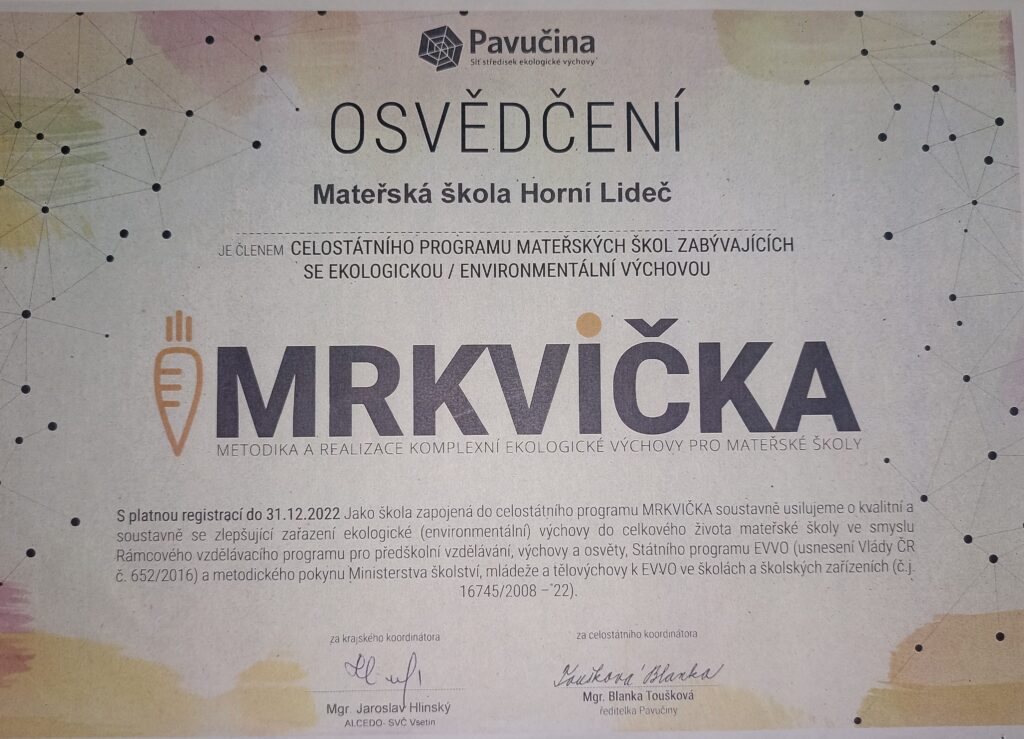 Pavučina
Síť středisek ekologické výchovy
OSVĚDČENÍ
Mateřská škola Horní Lideč
JE ČLENEM CELOSTÁTNÍHO PROGRAMU MATEŘSKÝCH ŠKOL ZABÝVAJÍCÍCH
SE EKOLOGICKOU / ENVIRONMENTÁLNÍ VÝCHOVOU
MRKVIČKA
METODIKA A REALIZACE KOMPLEXNÍ EKOLOGICKÉ VÝCHOVY PRO MATEŘSKÉ ŠKOLY
S platnou registrací do 31.12.2022 Jako škola zapojená do celostátního programu MRKVIČKA soustavně usilujeme o kvalitní a
soustavně se zlepšující zařazení ekologické (environmentální) výchovy do celkového života mateřské školy ve smyslu
Rámcového vzdělávacího programu pro předškolní vzdělávání, výchovy a osvěty, Státního programu EVVO (usnesení Vlády ČR
č. 652/2016) a metodického pokynu Ministerstva školství, mládeže a tělovýchovy k EVVO ve školách a školských zařízeních (č.j.
16745/2008 – 22).
za krajského koordinátora
za celostátního koordinátora
Toušková Blanka
Mgr. Jaroslav Hlinský
ALCEDO- SVČ Vsetín
Mgr. Blanka Toušková
ředitelka Pavučiny